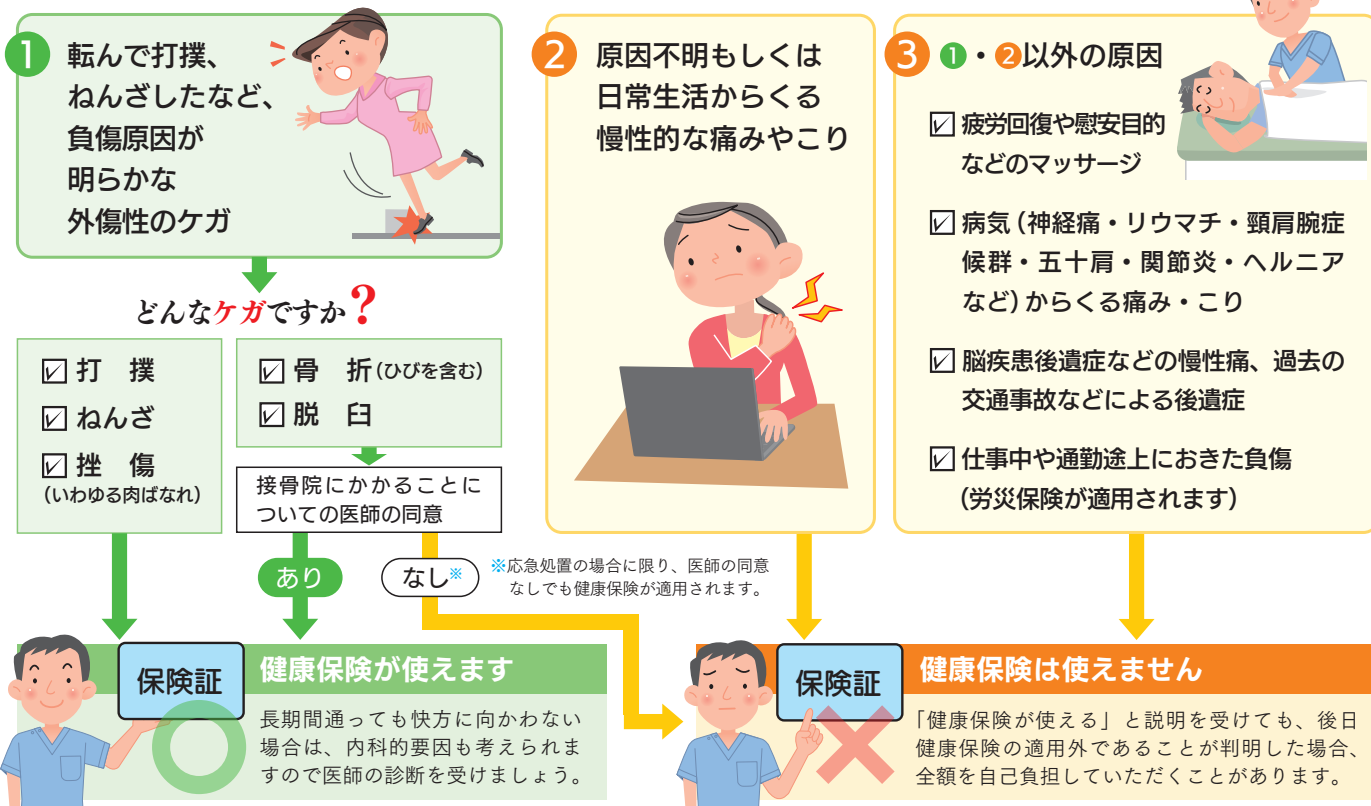 1 転んで打撲、
ねんざしたなど、
負傷原因が
明らかな
外傷性のケガ
どんなケガですか？
☑ 打　撲
☑ ねんざ
☑ 挫　傷
（いわゆる肉ばなれ）
☑ 骨　折（ひびを含む）
☑ 脱　臼
接骨院にかかることに
ついての医師の同意
あり
なし※
※応急処置の場合に限り、医師の同意
なしでも健康保険が適用されます。
2 原因不明もしくは
日常生活からくる
慢性的な痛みやこり
3 1・2以外の原因
☑ 疲労回復や慰安目的
などのマッサージ
☑ 病気（神経痛・リウマチ・頸肩腕症
候群・五十肩・関節炎・ヘルニア
など）からくる痛み・こり
☑ 脳疾患後遺症などの慢性痛、過去の
交通事故などによる後遺症
☑ 仕事中や通勤途上におきた負傷
（労災保険が適用されます）
保険証
健康保険が使えます
長期間通っても快方に向かわない
場合は、内科的要因も考えられま
すので医師の診断を受けましょう。
保険証
健康保険は使えません
「健康保険が使える」と説明を受けても、後日
健康保険の適用外であることが判明した場合、
全額を自己負担していただくことがあります。